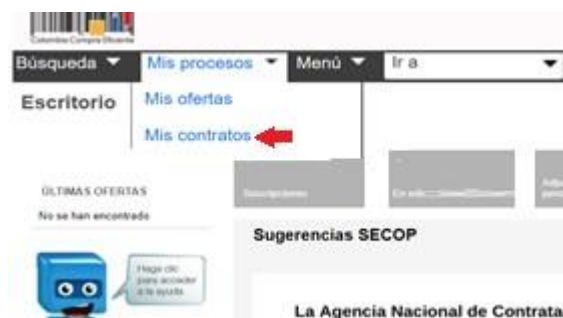 Colombia Compra Eficiente
Búsqueda Mis procesos Menú Ir a
Escritorio
Mis ofertas
Mis contratos
ÚLTIMAS OFERTAS
No se han encontrado
Haga clic
para acceder
a la ayuda
Sugerencias SECOP
La Agencia Nacional de Contrata